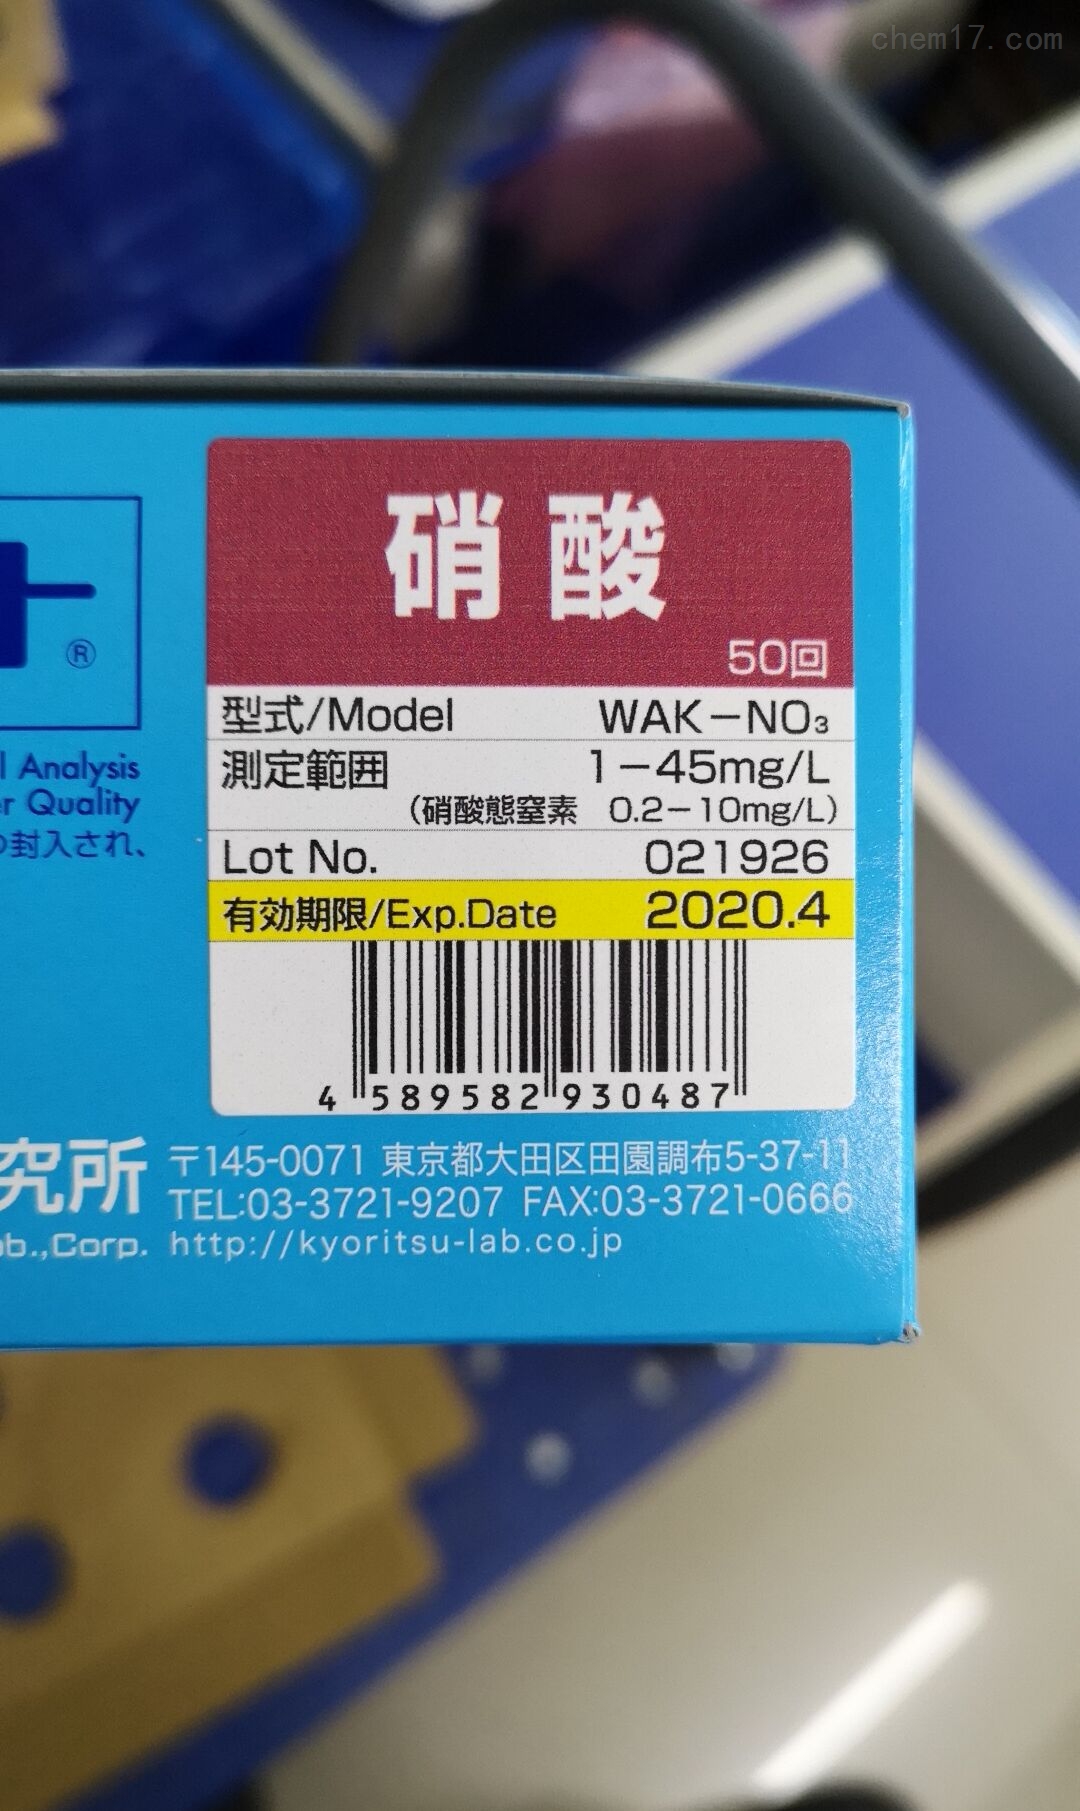 chem17.com
硝酸
50回
型式/Model WAK-NO₃
測定範囲 1-45mg/L
(硝酸態窒素 0.2-10mg/L)
Lot No. 021926
有効期限/Exp.Date 2020.4
4 589582 930487
ー
®
Analysis
Quality
封入され、
究所
〒145-0071 東京都大田区田園調布5-37-11
TEL:03-3721-9207 FAX:03-3721-0666
Corp. http://kyoritsu-lab.co.jp